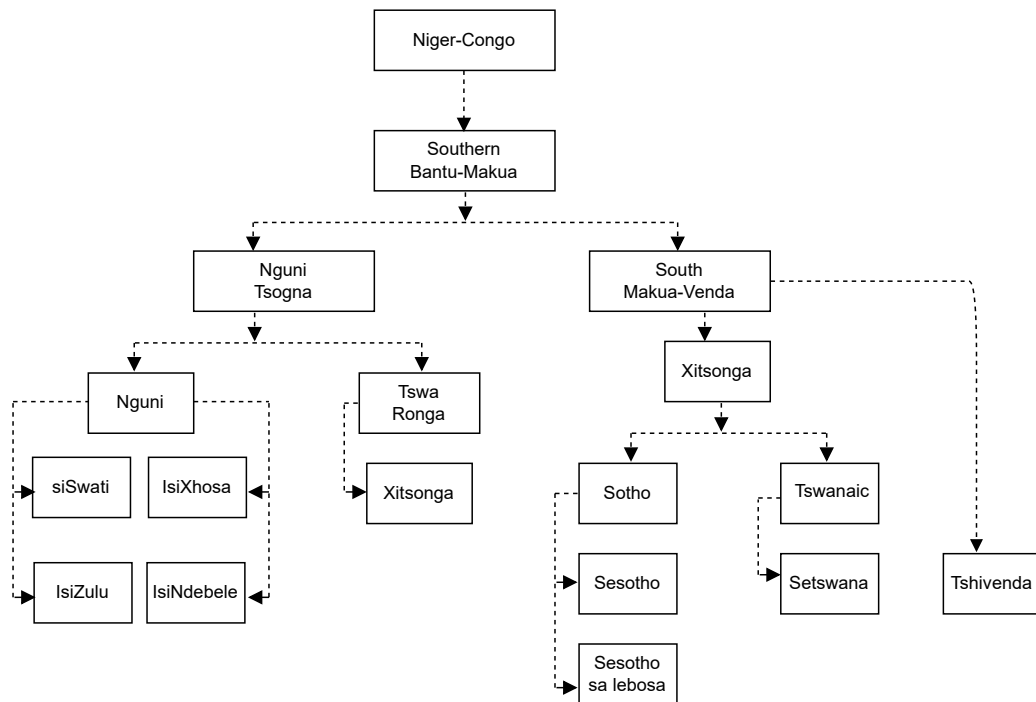 Niger-Congo
Southern
Bantu-Makua
Nguni
Tsogna
South
Makua-Venda
Xitsonga
Nguni
Tswa
Ronga
siSwati
IsiXhosa
Xitsonga
Sotho
Tswanaic
IsiZulu
IsiNdebele
Sesotho
Setswana
Tshivenda
Sesotho
sa lebosa